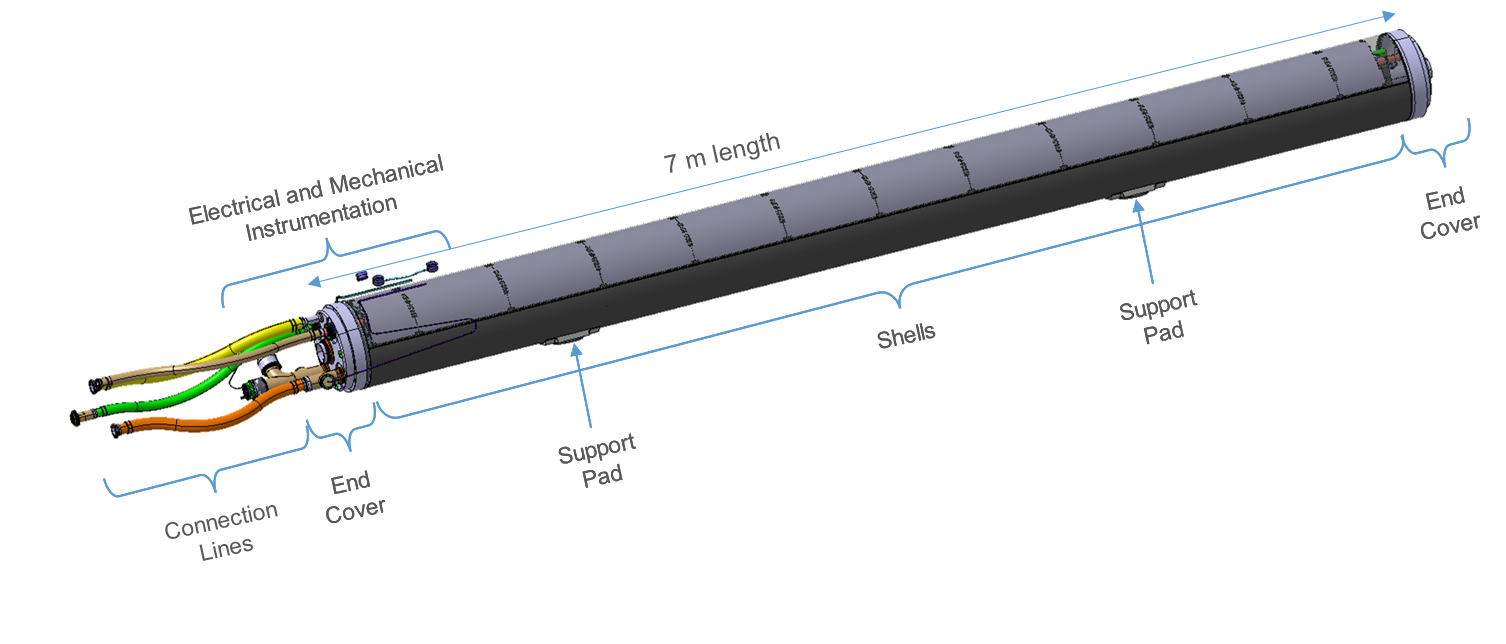 7 m length
Electrical and Mechanical
Instrumentation
End
Cover
Support
Pad
Shells
Support
Pad
End
Cover
Connection
Lines